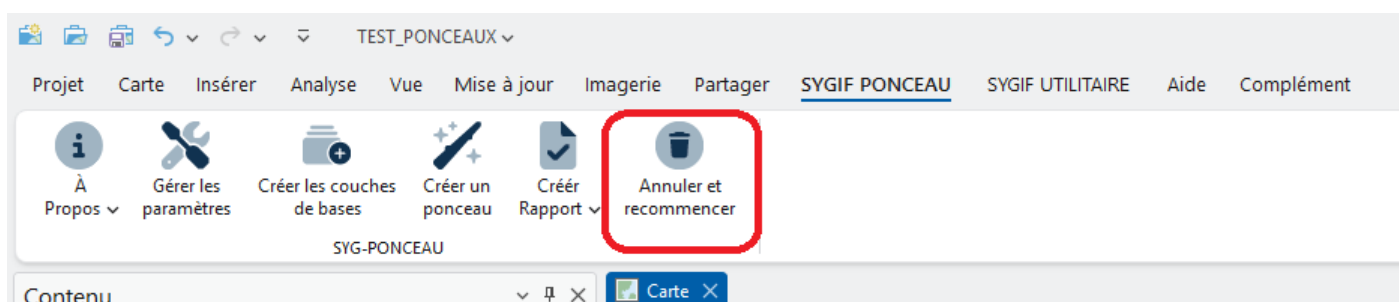 TEST_PONCEAUX
Projet Carte Insérer Analyse Vue Mise à jour Imagerie Partager SYGIF PONCEAU SYGIF UTILITAIRE Aide Complément
À Propos
Gérer les paramètres
Créer les couches de bases
Créer un ponceau
Créér Rapport
Annuler et recommencer
SYG-PONCEAU
Contenu
Carte